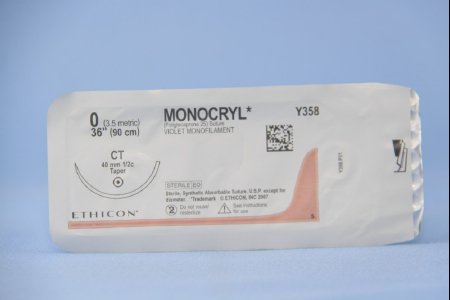 0 (3.5 metric)
36" (90 cm)
MONOCRYL*
(Poliglecaprone 25) Suture
VIOLET MONOFILAMENT
Y358
CT
40 mm 1/2c
Taper
STERILE EO
Sterile, Synthetic Absorbable Suture, U.S.P. except for
diameter. *Trademark © ETHICON, INC 2007
2 Do not reuse/
resterilize
See instructions
for use
ETHICON
S